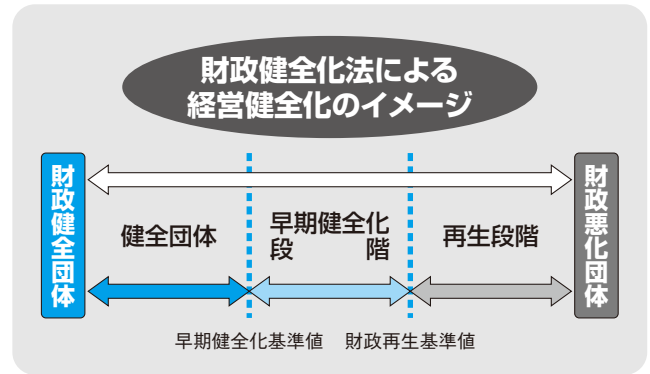 財政健全化法による
経営健全化のイメージ
財政健全団体
健全団体
早期健全化
段階
再生段階
財政悪化団体
早期健全化基準値
財政再生基準値